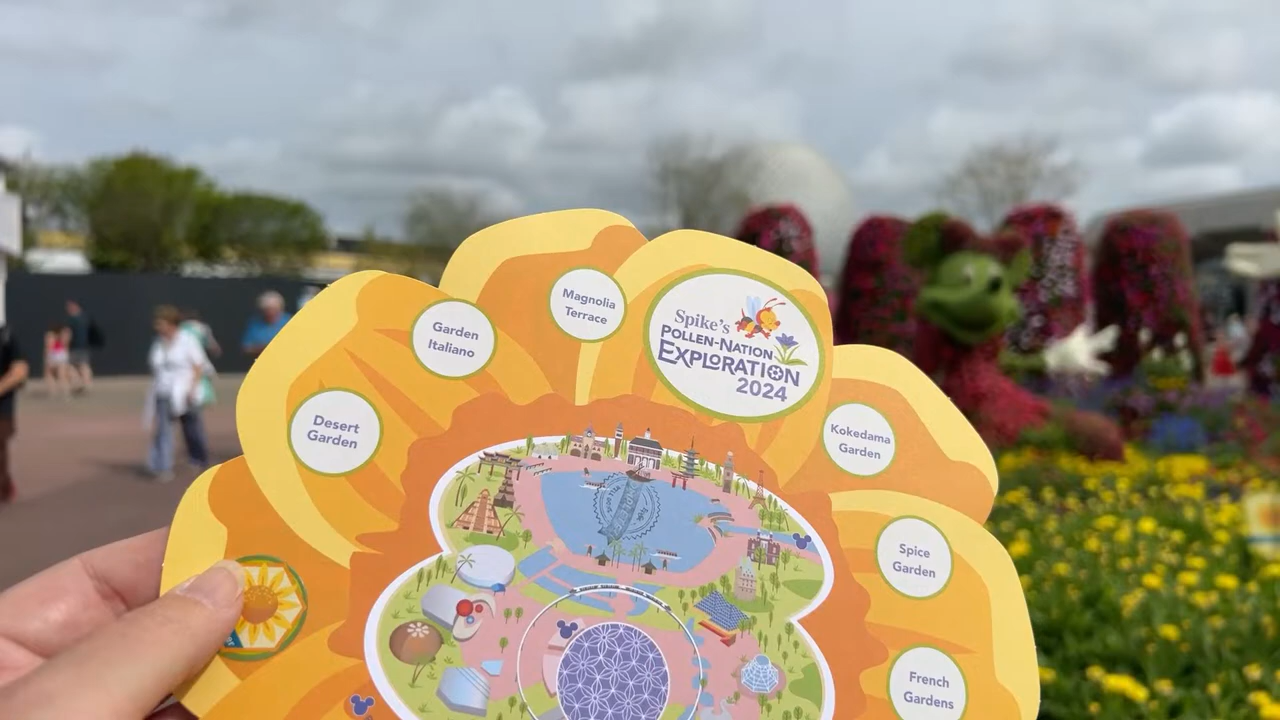 Magnolia
Terrace
Garden
Italiano
Spike's
POLLEN-NATION
EXPLORATION
2024
Desert
Garden
Kokedama
Garden
Spice
Garden
French
Gardens